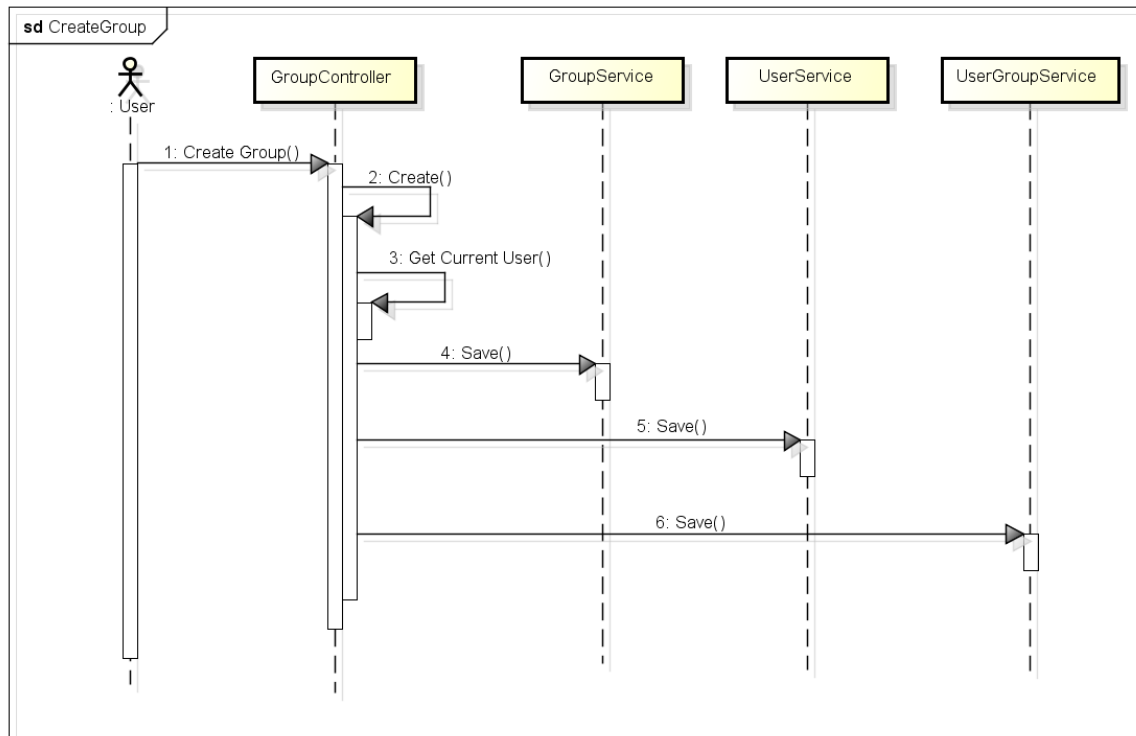 sd CreateGroup
: User
GroupController
GroupService
UserService
UserGroupService
1: Create Group()
2: Create()
3: Get Current User()
4: Save()
5: Save()
6: Save()